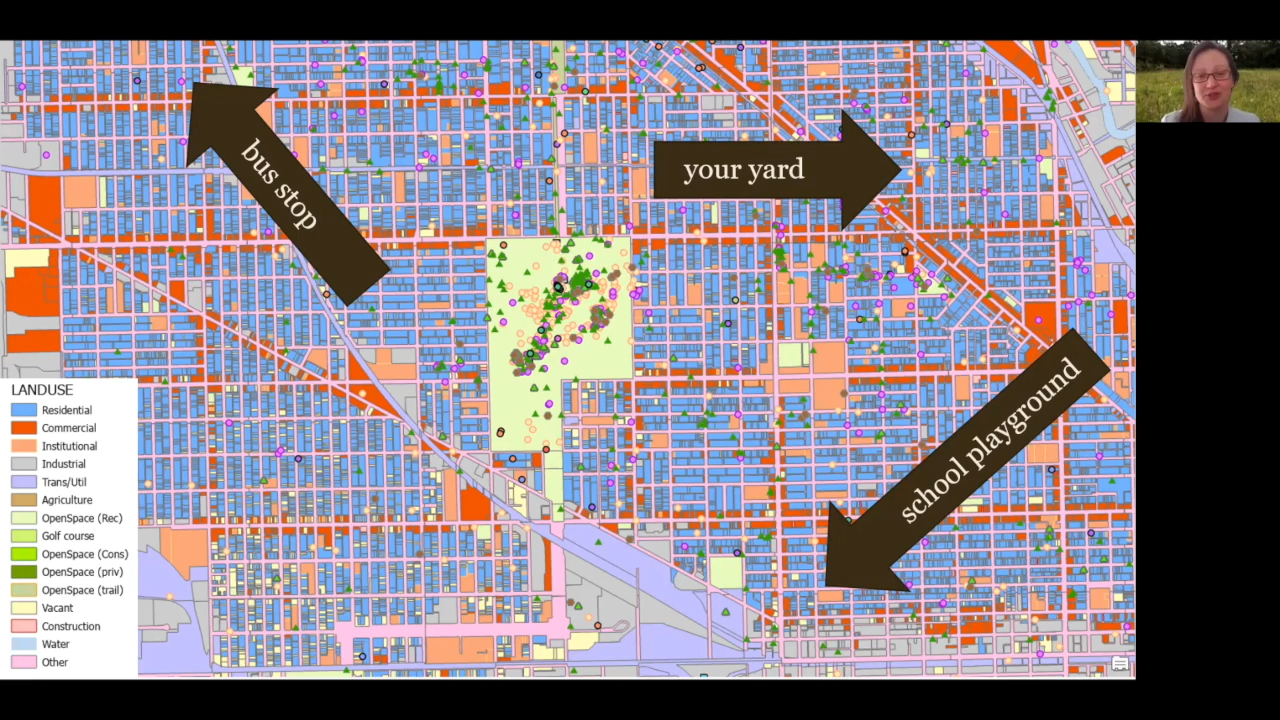 bus stop
your yard
school playground
LANDUSE
Residential
Commercial
Institutional
Industrial
Trans/Util
Agriculture
OpenSpace (Rec)
Golf course
OpenSpace (Cons)
OpenSpace (priv)
OpenSpace (trail)
Vacant
Construction
Water
Other